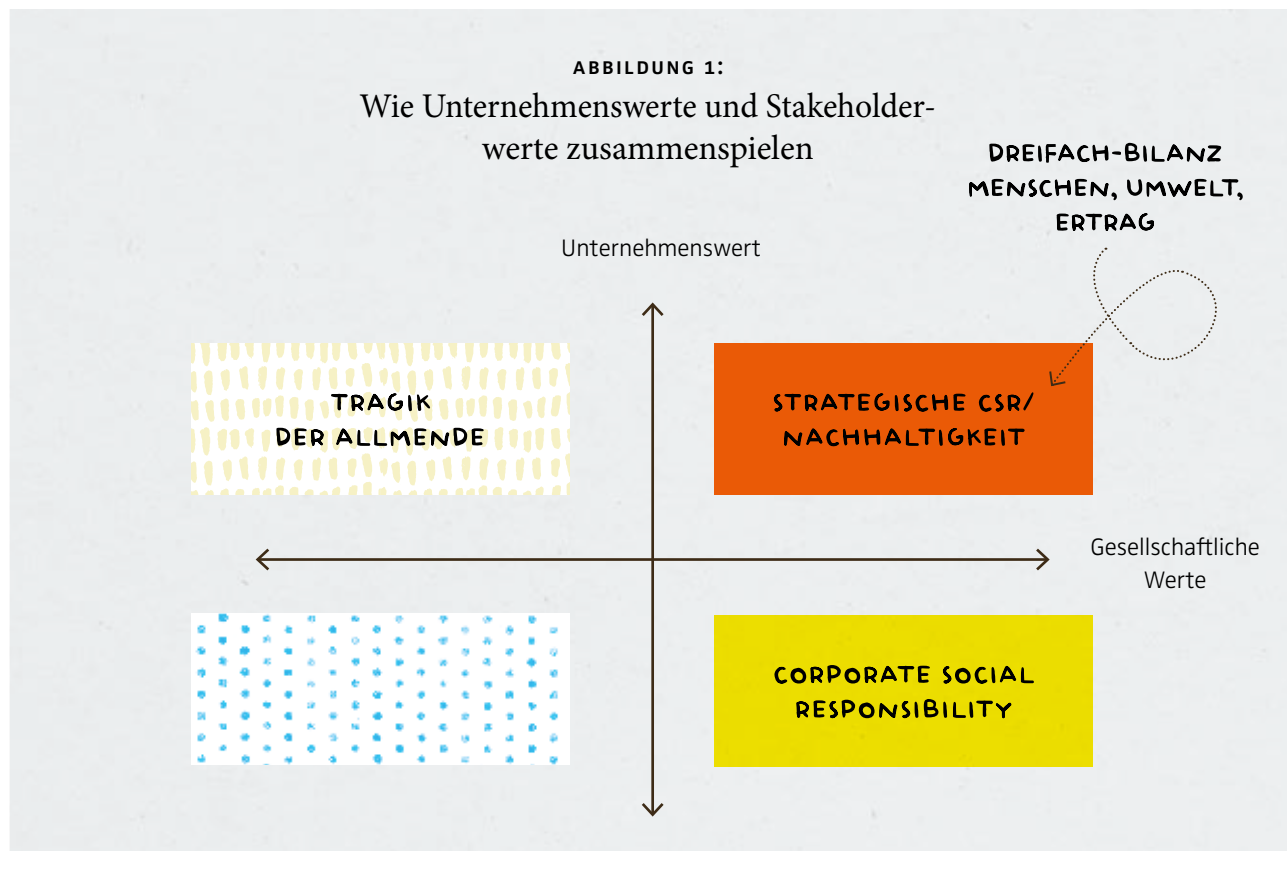 ABBILDUNG 1:
Wie Unternehmenswerte und Stakeholder-
werte zusammenspielen
DREIFACH-BILANZ
MENSCHEN, UMWELT,
ERTRAG
Unternehmenswert
TRAGIK
DER ALLMENDE
STRATEGISCHE CSR/
NACHHALTIGKEIT
Gesellschaftliche
Werte
CORPORATE SOCIAL
RESPONSIBILITY